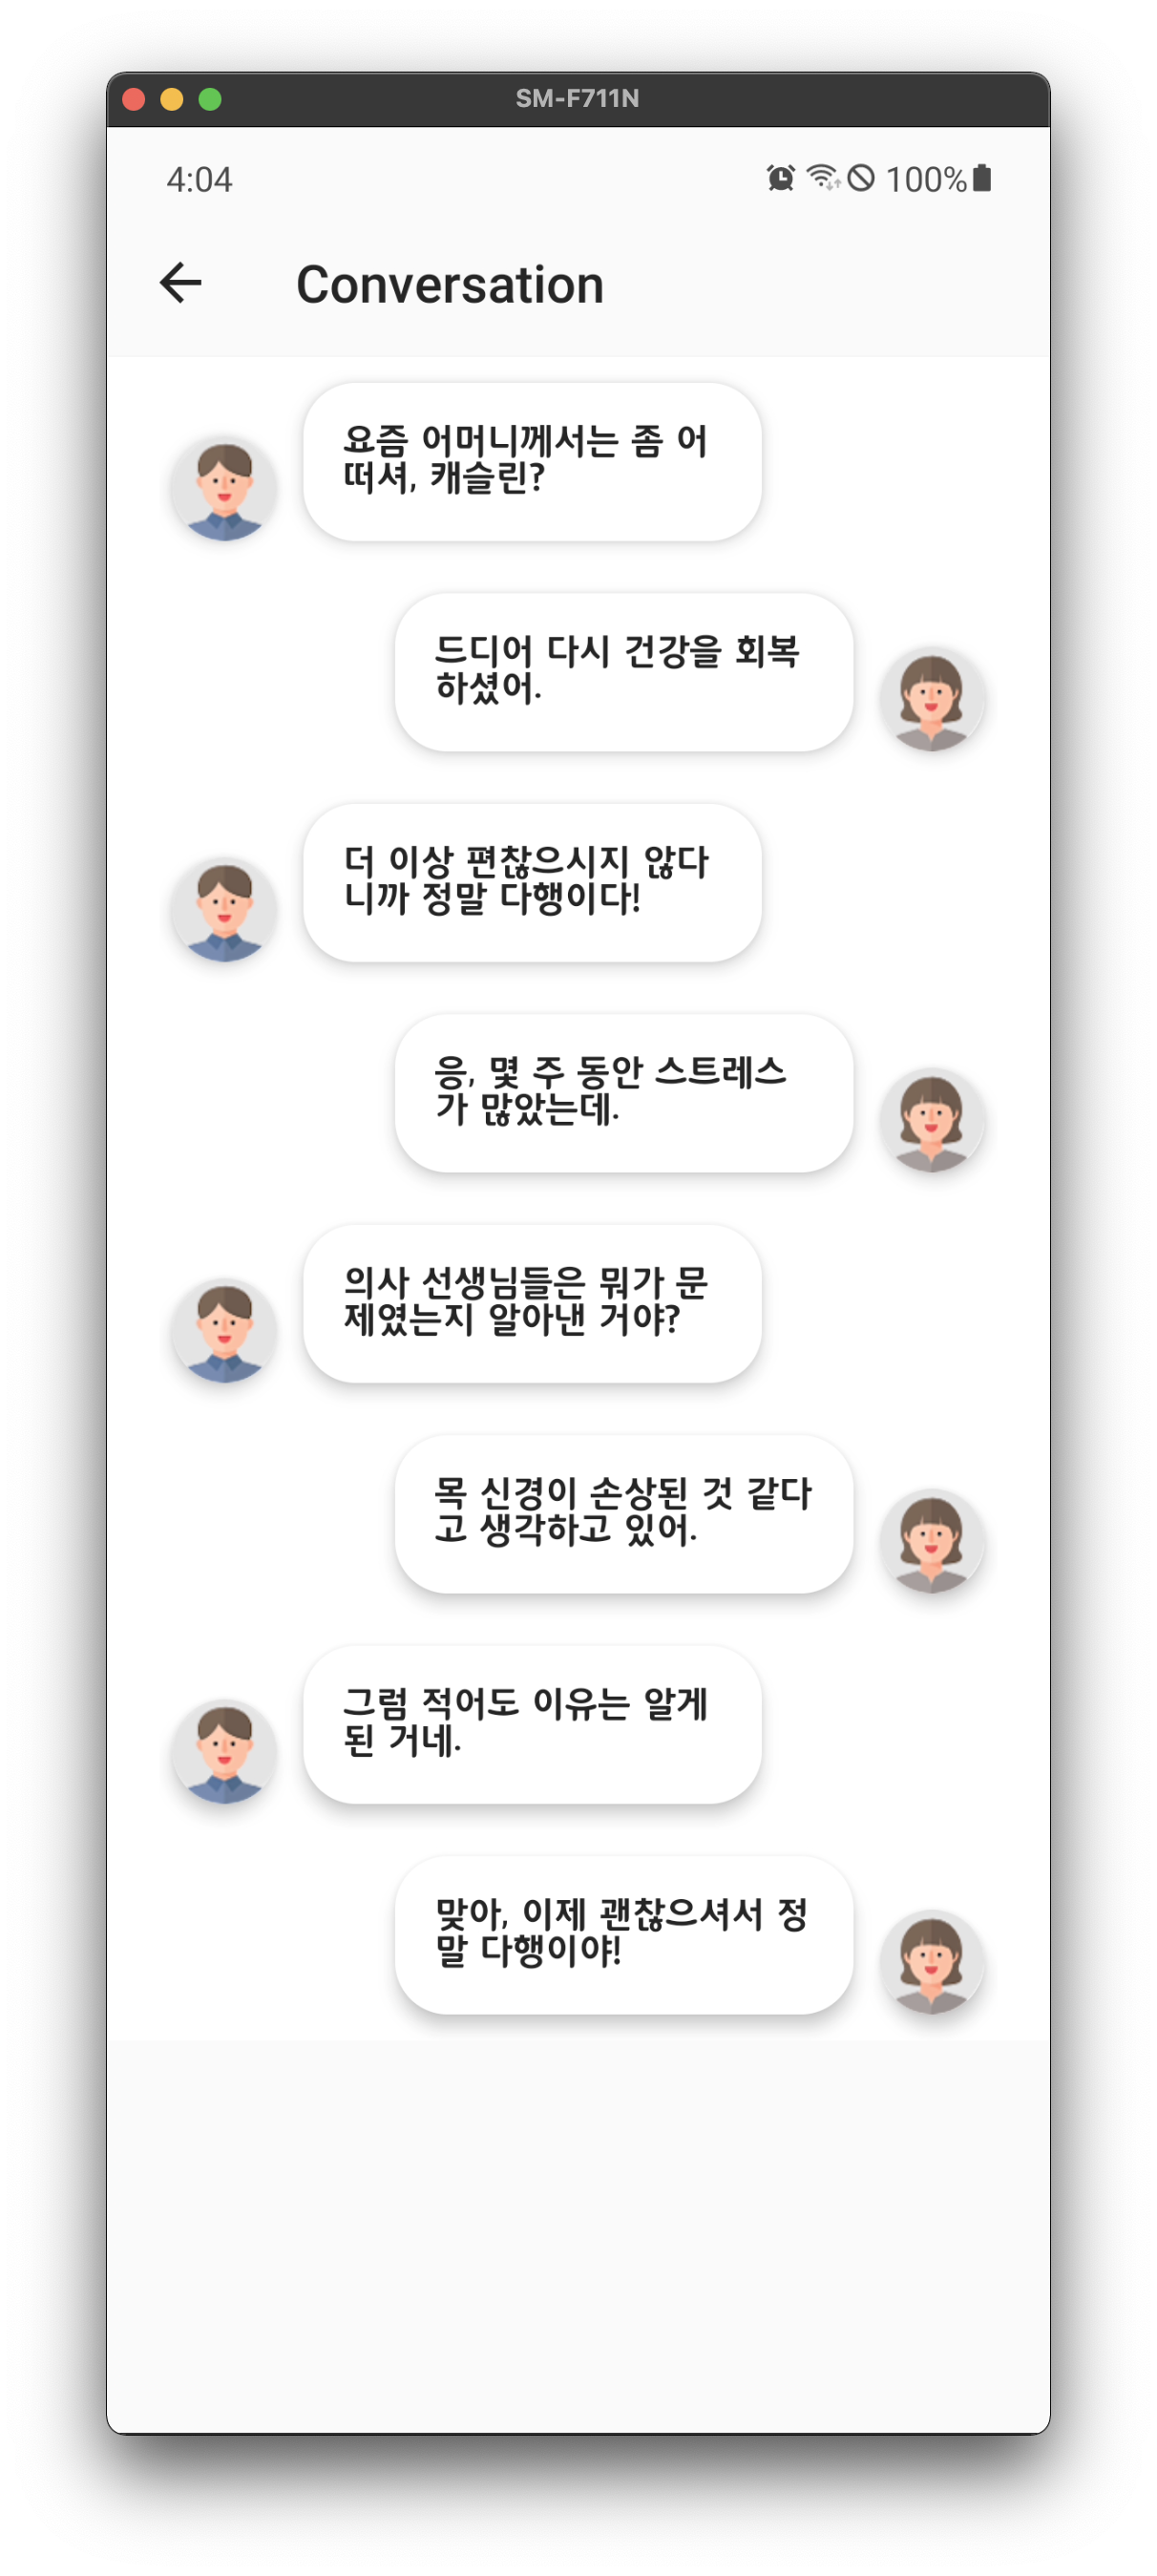 SM-F711N
4:04
100%
Conversation
요즘 어머니께서는 좀 어
떠셔, 캐슬린?
드디어 다시 건강을 회복
하셨어.
더 이상 편찮으시지 않다
니까 정말 다행이다!
응, 몇 주 동안 스트레스
가 많았는데.
의사 선생님들은 뭐가 문
제였는지 알아낸 거야?
목 신경이 손상된 것 같다
고 생각하고 있어.
그럼 적어도 이유는 알게
된 거네.
맞아, 이제 괜찮으셔서 정
말 다행이야!